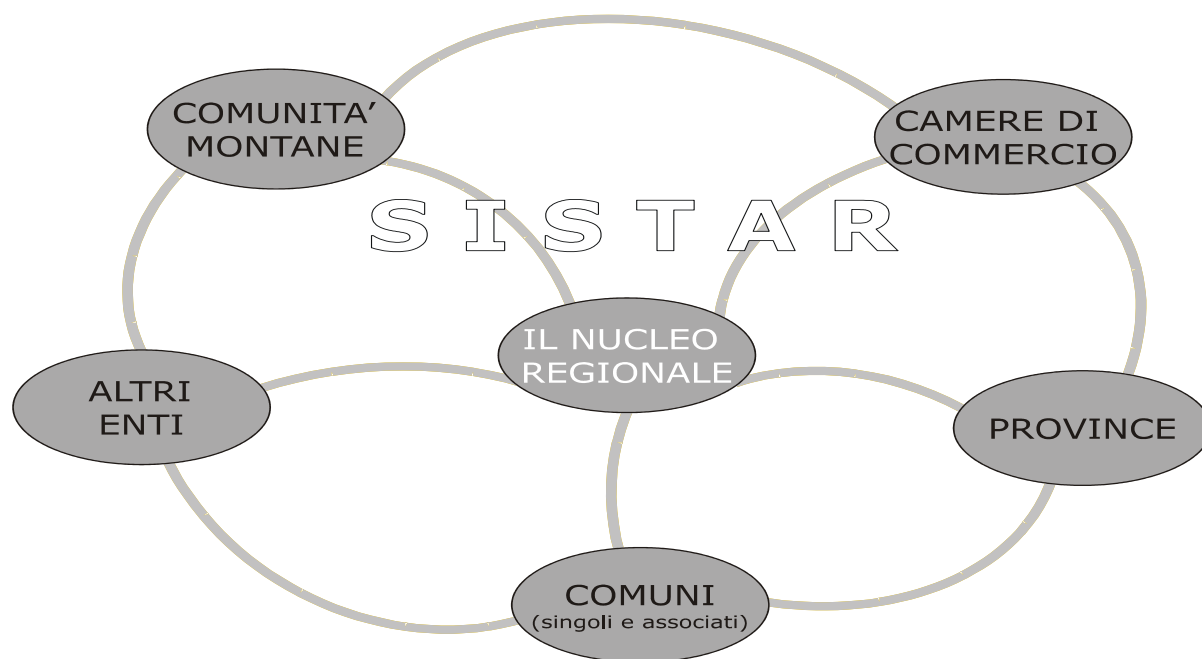 COMUNITA’
MONTANE
CAMERE DI
COMMERCIO
S I S T A R
IL NUCLEO
REGIONALE
ALTRI
ENTI
PROVINCE
COMUNI
(singoli e associati)